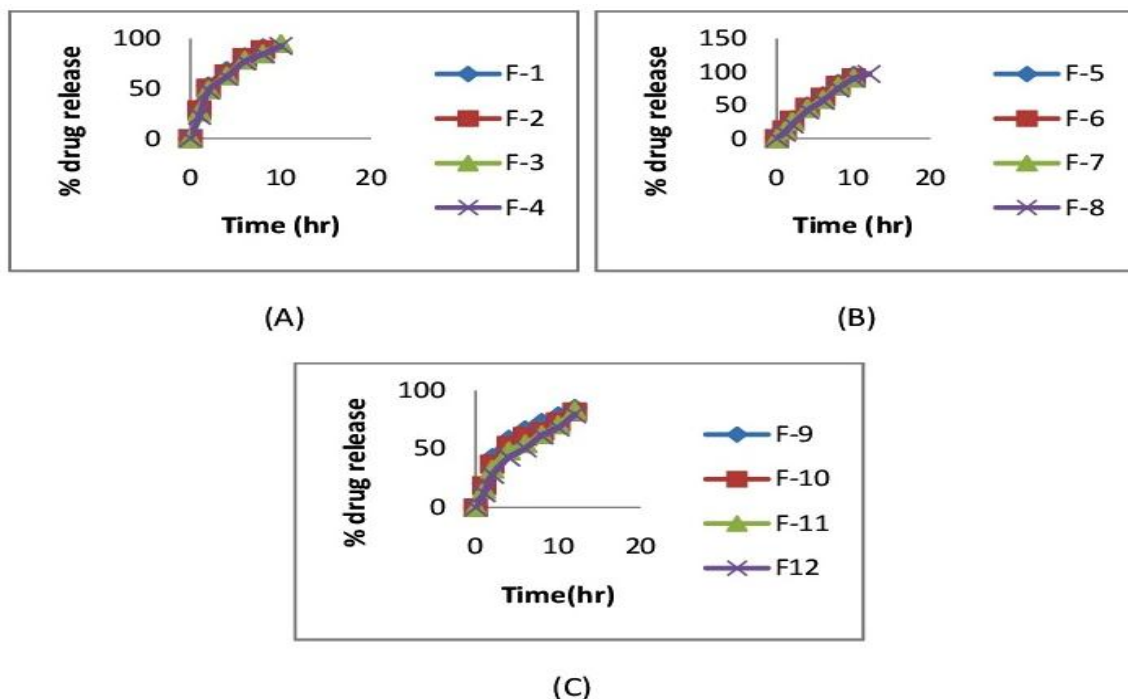 100
50
0
% drug release
0 10 20
Time (hr)
F-1
F-2
F-3
F-4
(A)
150
100
50
0
% drug release
0 10 20
Time (hr)
F-5
F-6
F-7
F-8
(B)
100
50
0
% drug release
0 10 20
Time(hr)
F-9
F-10
F-11
F12
(C)